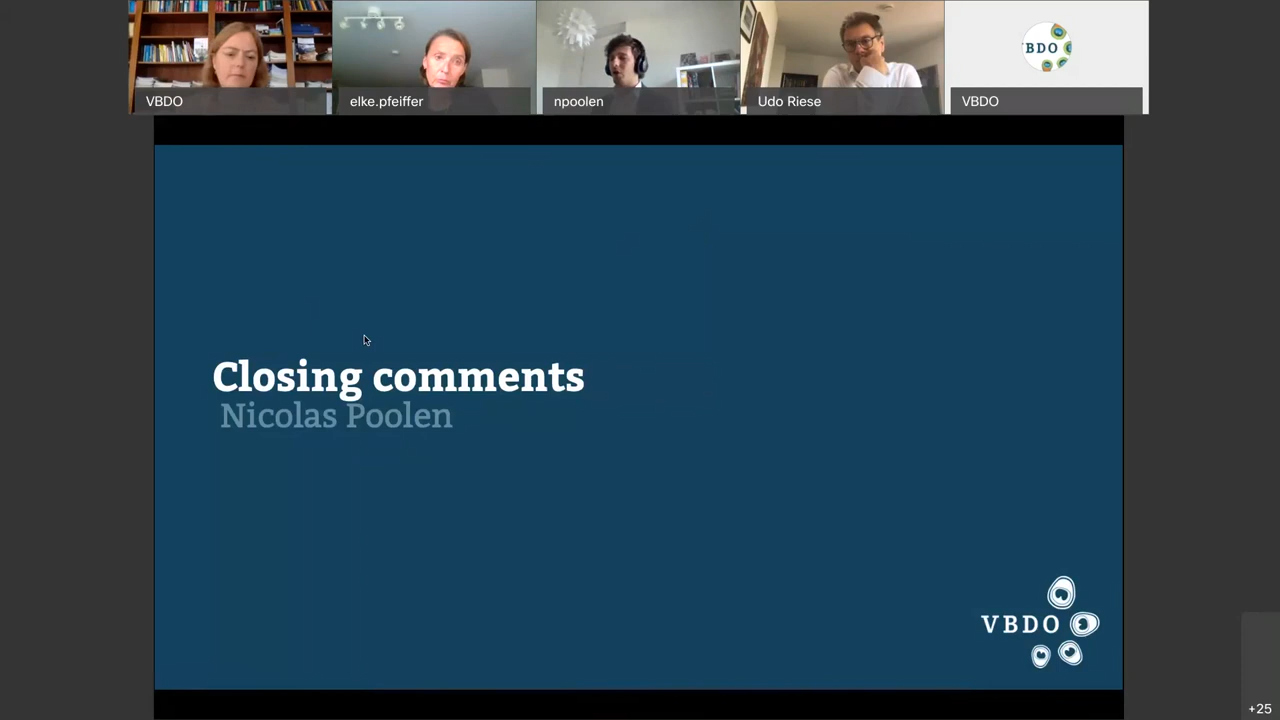 VBDO
elke.pfeiffer
npoolen
Udo Riese
BDO
VBDO
Closing comments
Nicolas Poolen
VBDO
+25